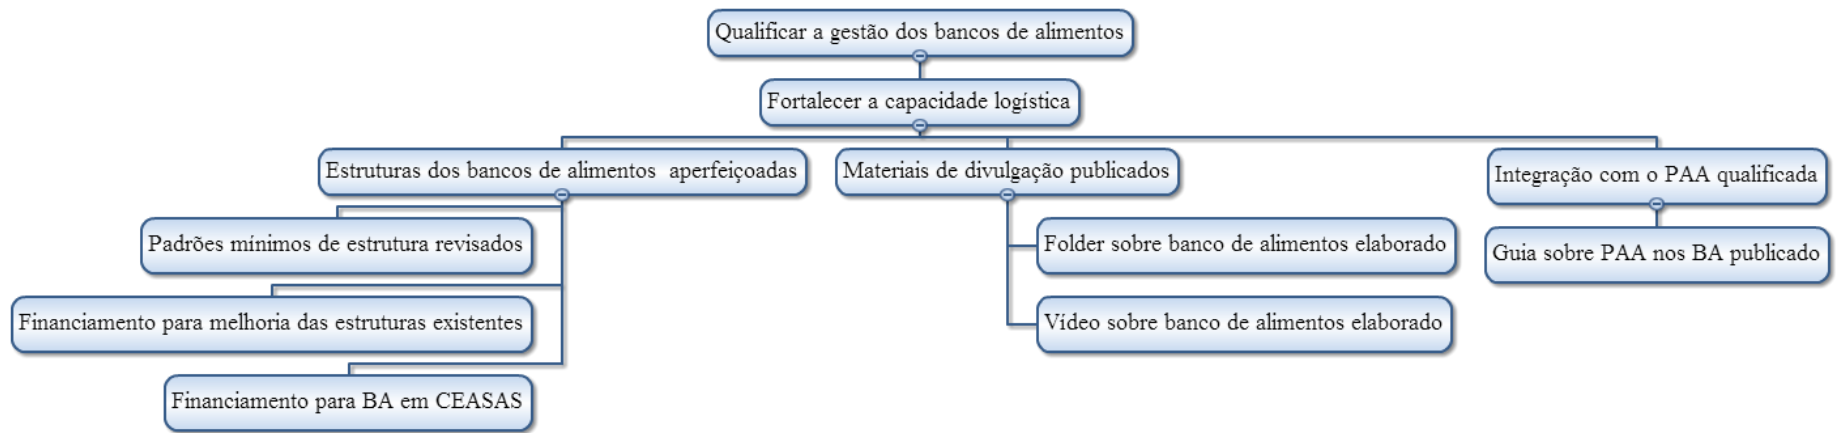 Qualificar a gestão dos bancos de alimentos
Fortalecer a capacidade logística
Estruturas dos bancos de alimentos  aperfeiçoadas
Padrões mínimos de estrutura revisados
Financiamento para melhoria das estruturas existentes
Financiamento para BA em CEASAS
Materiais de divulgação publicados
Folder sobre banco de alimentos elaborado
Vídeo sobre banco de alimentos elaborado
Integração com o PAA qualificada
Guia sobre PAA nos BA publicado